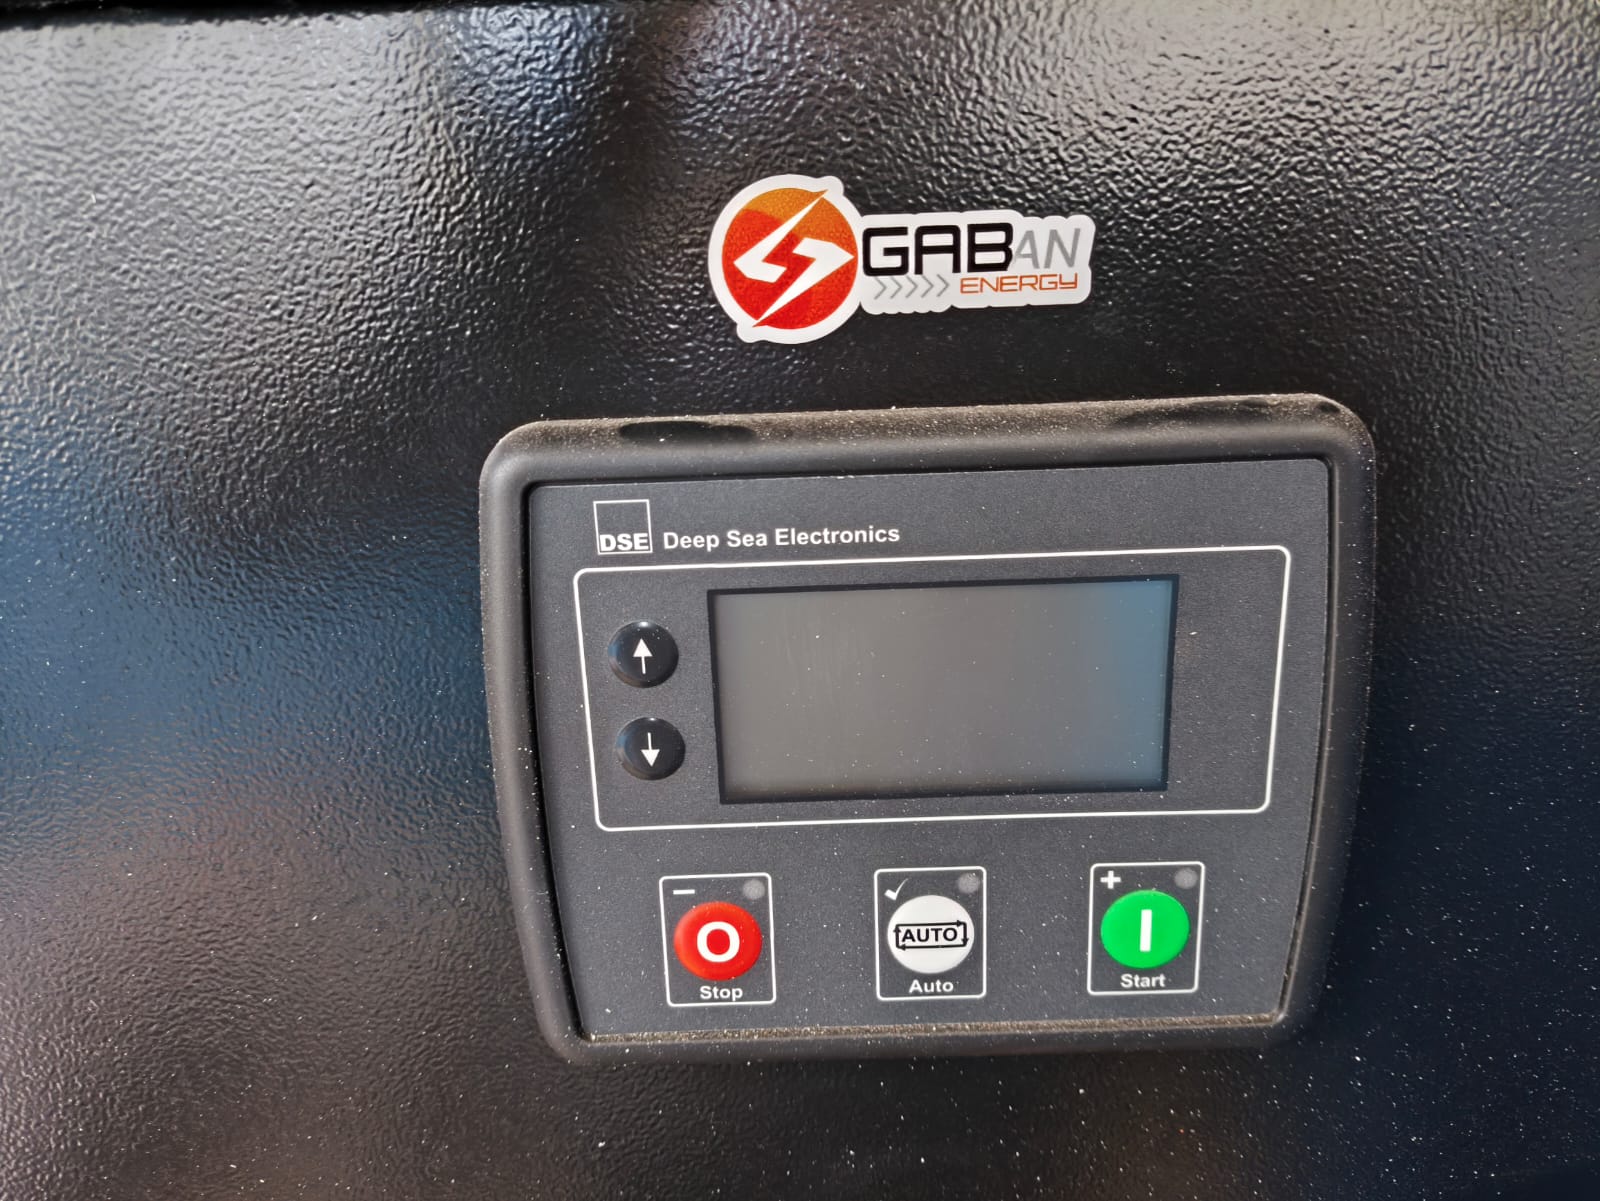 GABAN
>>>>> ENERGY
DSE Deep Sea Electronics
↑
↓
− ✓ +
O AUTO I
Stop Auto Start